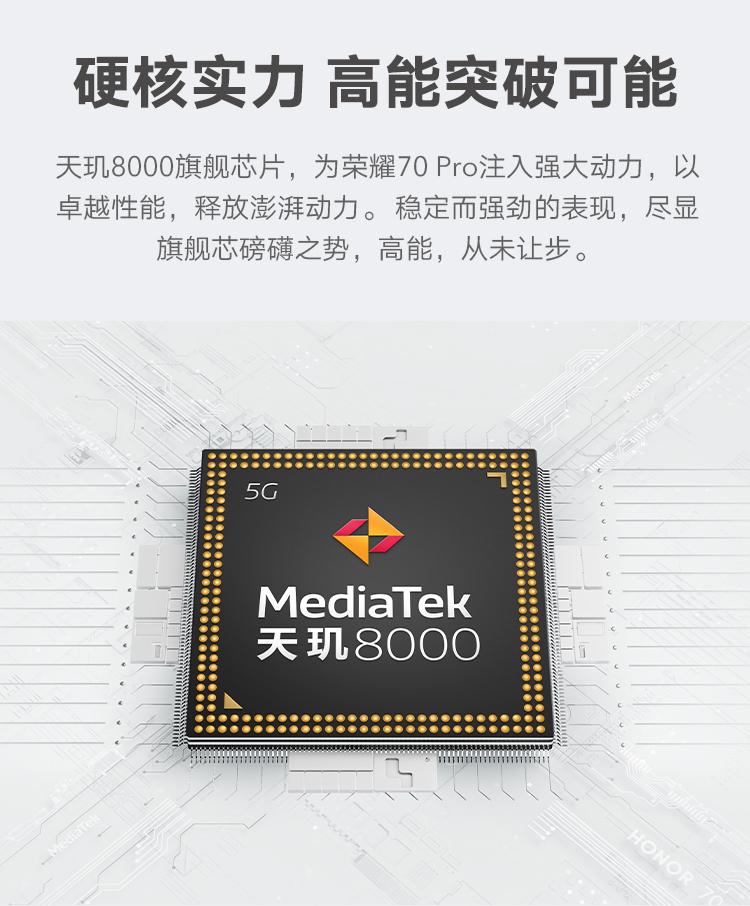 硬核实力 高能突破可能
天玑8000旗舰芯片，为荣耀70 Pro注入强大动力，以
卓越性能，释放澎湃动力。稳定而强劲的表现，尽显
旗舰芯磅礴之势，高能，从未让步。
MediaTek
5G
MediaTek
天玑8000
MediaTek
HONOR 70